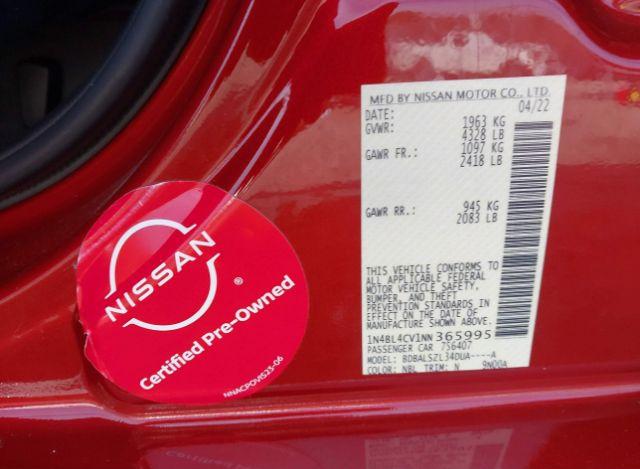 MFD BY NISSAN MOTOR CO., LTD.
DATE: 04/22
GVWR: 1963 KG
4328 LB
GAWR FR.: 1097 KG
2418 LB
GAWR RR.: 945 KG
2083 LB
THIS VEHICLE CONFORMS TO
ALL APPLICABLE FEDERAL
MOTOR VEHICLE SAFETY,
BUMPER, AND THEFT
PREVENTION STANDARDS IN
EFFECT ON THE DATE OF
MANUFACTURE SHOWN ABOVE.
1N4BL4CV1NN365995
PASSENGER CAR 756407
MODEL: BDBALSZL34DUA----A
COLOR: NBL TRIM: N 9N00A
NISSAN
®
Certified Pre-Owned
NNACPOVIS23-06